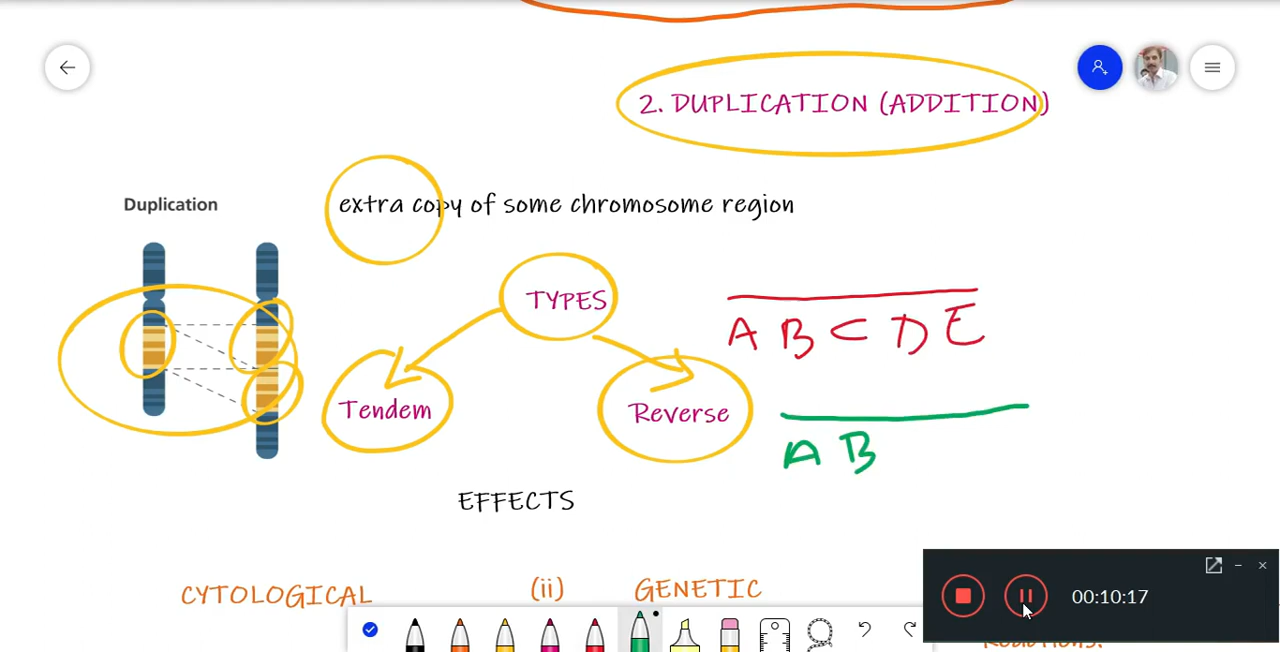 2. DUPLICATION (ADDITION)
Duplication
extra copy of some chromosome region
TYPES
A B C D E
Tendem
Reverse
A B
EFFECTS
CYTOLOGICAL (ii) GENETIC
00:10:17